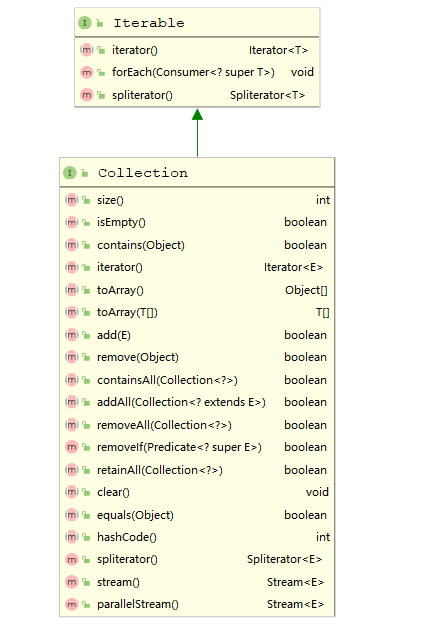 I Iterable
m iterator() Iterator<T>
m forEach(Consumer<? super T>) void
m spliterator() Spliterator<T>
I Collection
m size() int
m isEmpty() boolean
m contains(Object) boolean
m iterator() Iterator<E>
m toArray() Object[]
m toArray(T[]) T[]
m add(E) boolean
m remove(Object) boolean
m containsAll(Collection<?>) boolean
m addAll(Collection<? extends E>) boolean
m removeAll(Collection<?>) boolean
m removeIf(Predicate<? super E>) boolean
m retainAll(Collection<?>) boolean
m clear() void
m equals(Object) boolean
m hashCode() int
m spliterator() Spliterator<E>
m stream() Stream<E>
m parallelStream() Stream<E>